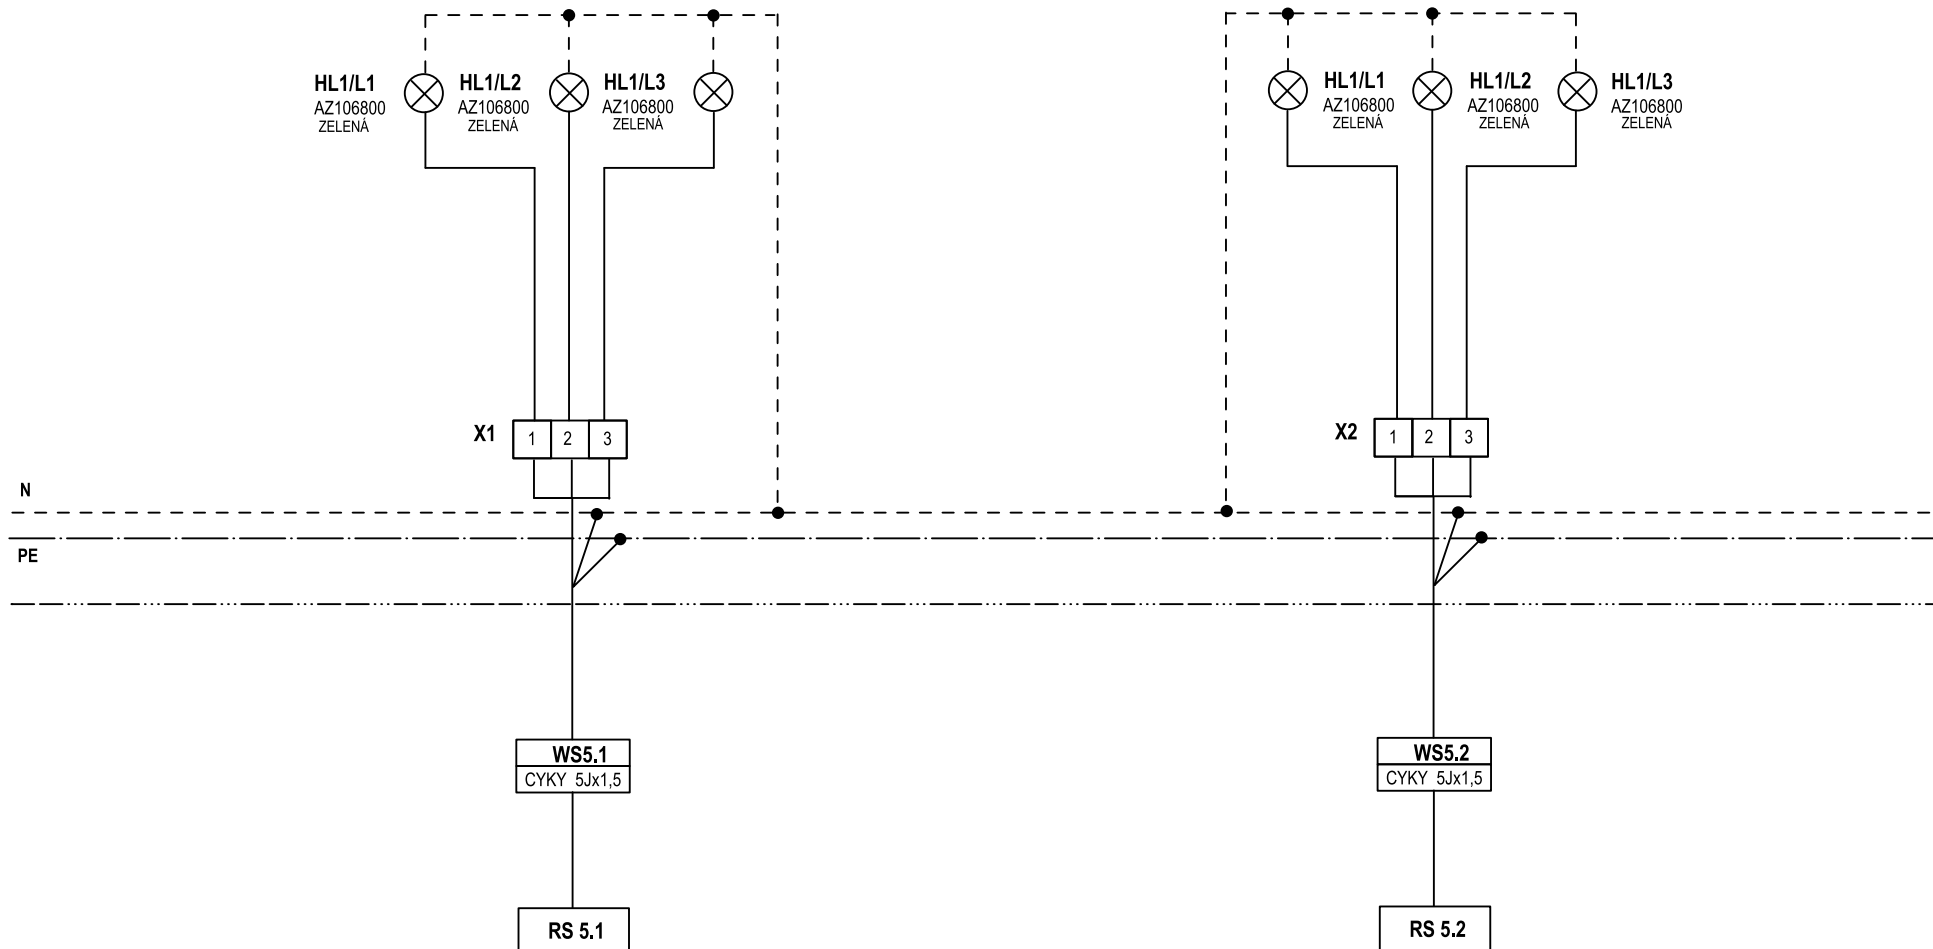 HL1/L1
AZ106800
ZELENÁ
HL1/L2
AZ106800
ZELENÁ
HL1/L3
AZ106800
ZELENÁ
HL1/L1
AZ106800
ZELENÁ
HL1/L2
AZ106800
ZELENÁ
HL1/L3
AZ106800
ZELENÁ
X1 1 2 3
X2 1 2 3
N
PE
WS5.1
CYKY 5Jx1,5
WS5.2
CYKY 5Jx1,5
RS 5.1
RS 5.2